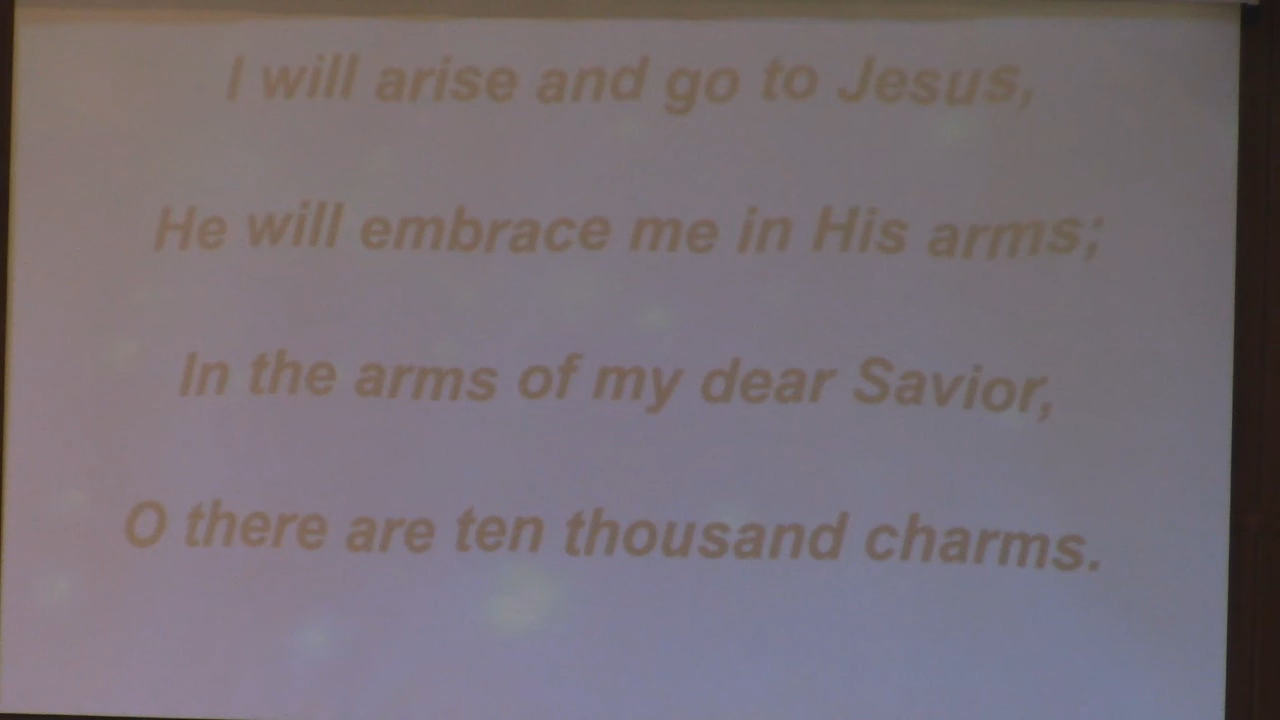 I will arise and go to Jesus,
He will embrace me in His arms;
In the arms of my dear Savior,
O there are ten thousand charms.